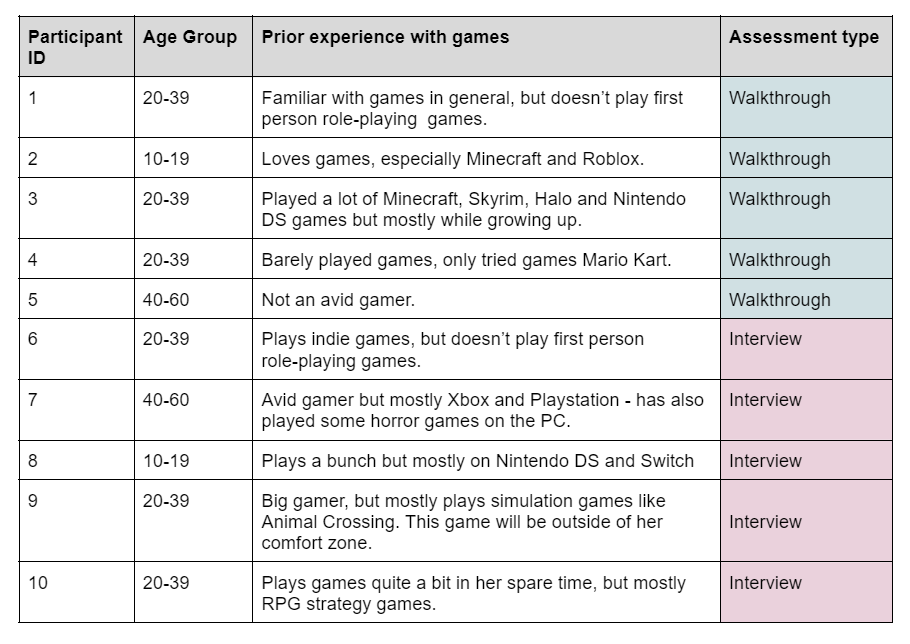 Participant ID | Age Group | Prior experience with games | Assessment type
1 | 20-39 | Familiar with games in general, but doesn’t play first
person role-playing  games. | Walkthrough
2 | 10-19 | Loves games, especially Minecraft and Roblox. | Walkthrough
3 | 20-39 | Played a lot of Minecraft, Skyrim, Halo and Nintendo
DS games but mostly while growing up. | Walkthrough
4 | 20-39 | Barely played games, only tried games Mario Kart. | Walkthrough
5 | 40-60 | Not an avid gamer. | Walkthrough
6 | 20-39 | Plays indie games, but doesn’t play first person
role-playing games. | Interview
7 | 40-60 | Avid gamer but mostly Xbox and Playstation - has also
played some horror games on the PC. | Interview
8 | 10-19 | Plays a bunch but mostly on Nintendo DS and Switch | Interview
9 | 20-39 | Big gamer, but mostly plays simulation games like
Animal Crossing. This game will be outside of her
comfort zone. | Interview
10 | 20-39 | Plays games quite a bit in her spare time, but mostly
RPG strategy games. | Interview